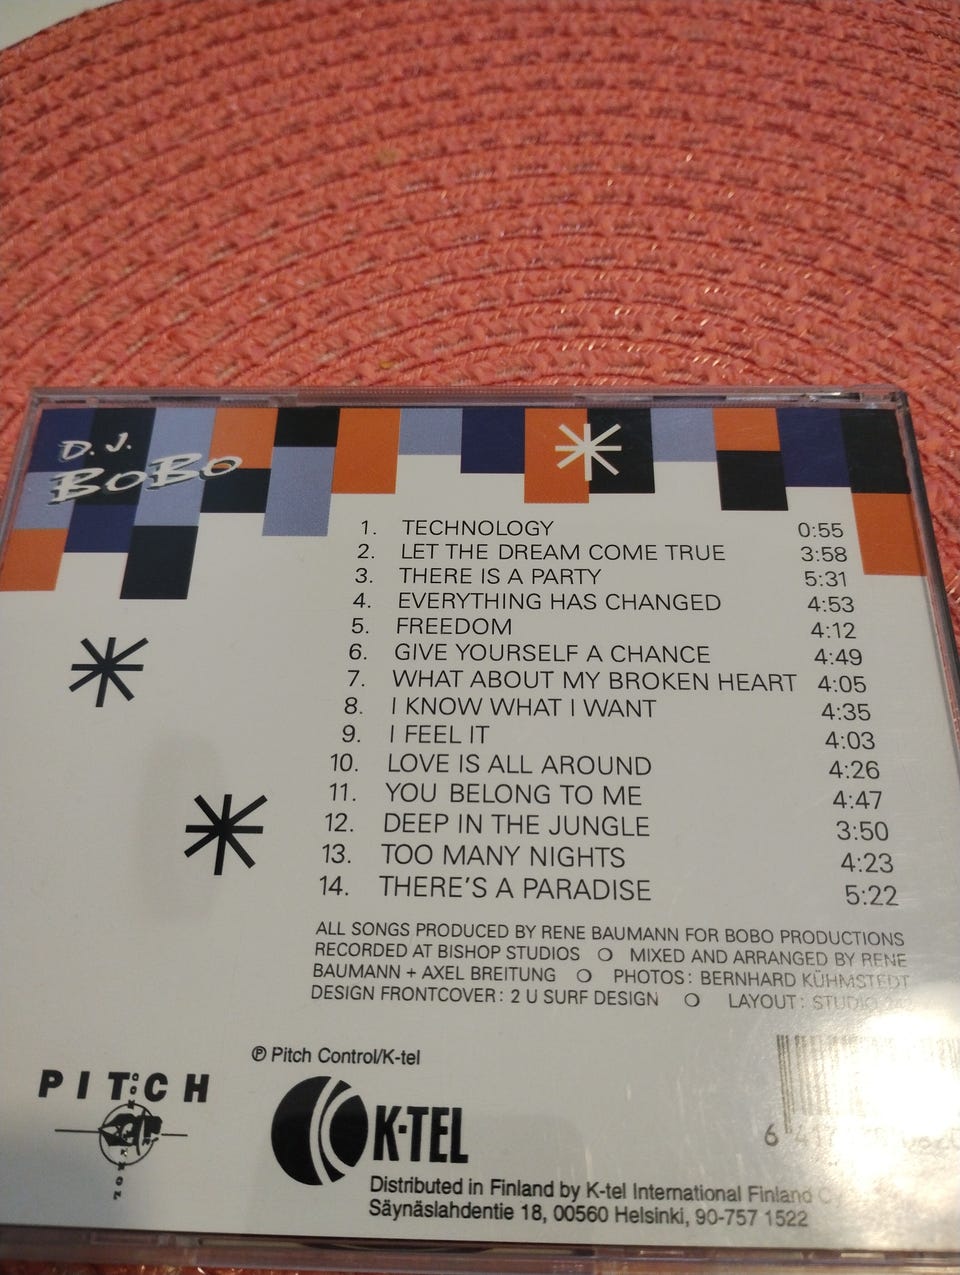 D.J.
BoBo
1. TECHNOLOGY 0:55
2. LET THE DREAM COME TRUE 3:58
3. THERE IS A PARTY 5:31
4. EVERYTHING HAS CHANGED 4:53
5. FREEDOM 4:12
6. GIVE YOURSELF A CHANCE 4:49
7. WHAT ABOUT MY BROKEN HEART 4:05
8. I KNOW WHAT I WANT 4:35
9. I FEEL IT 4:03
10. LOVE IS ALL AROUND 4:26
11. YOU BELONG TO ME 4:47
12. DEEP IN THE JUNGLE 3:50
13. TOO MANY NIGHTS 4:23
14. THERE'S A PARADISE 5:22
ALL SONGS PRODUCED BY RENE BAUMANN FOR BOBO PRODUCTIONS
RECORDED AT BISHOP STUDIOS ❍ MIXED AND ARRANGED BY RENE
BAUMANN + AXEL BREITUNG ❍ PHOTOS: BERNHARD KÜHMSTEDT
DESIGN FRONTCOVER: 2 U SURF DESIGN ❍ LAYOUT: STUDIO
℗ Pitch Control/K-tel
PITCH
CONTROL
K-TEL
Distributed in Finland by K-tel International Finland
Säynäslahdentie 18, 00560 Helsinki, 90-757 1522